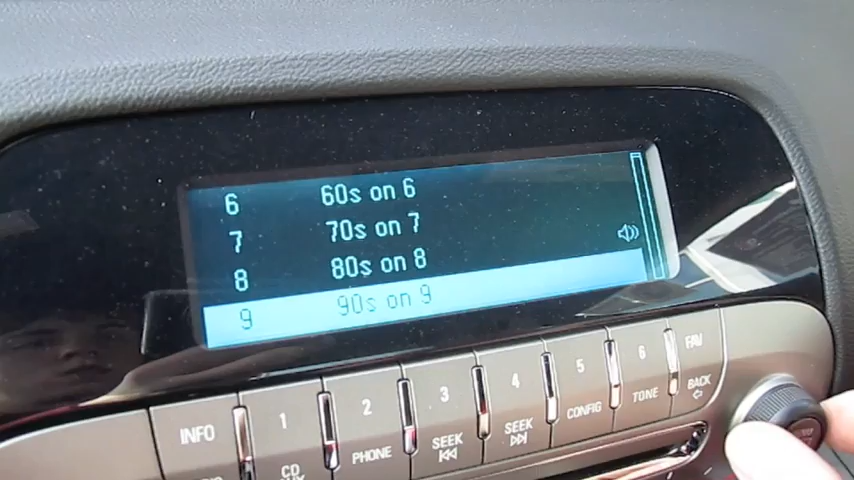 6 60s on 6
7 70s on 7
8 80s on 8
9 90s on 9
INFO 1 2 3 4 5 6 FAV
CD PHONE SEEK SEEK CONFIG TONE BACK